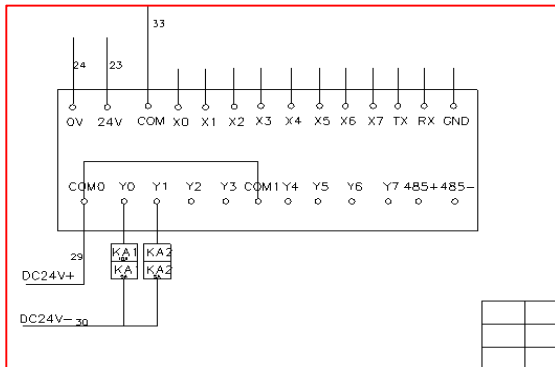 33
24 23
0V 24V COM X0 X1 X2 X3 X4 X5 X6 X7 TX RX GND
COM0 Y0 Y1 Y2 Y3 COM1 Y4 Y5 Y6 Y7 485+ 485-
29
KA1 KA2
KA1 KA2
DC24V+
DC24V- 30